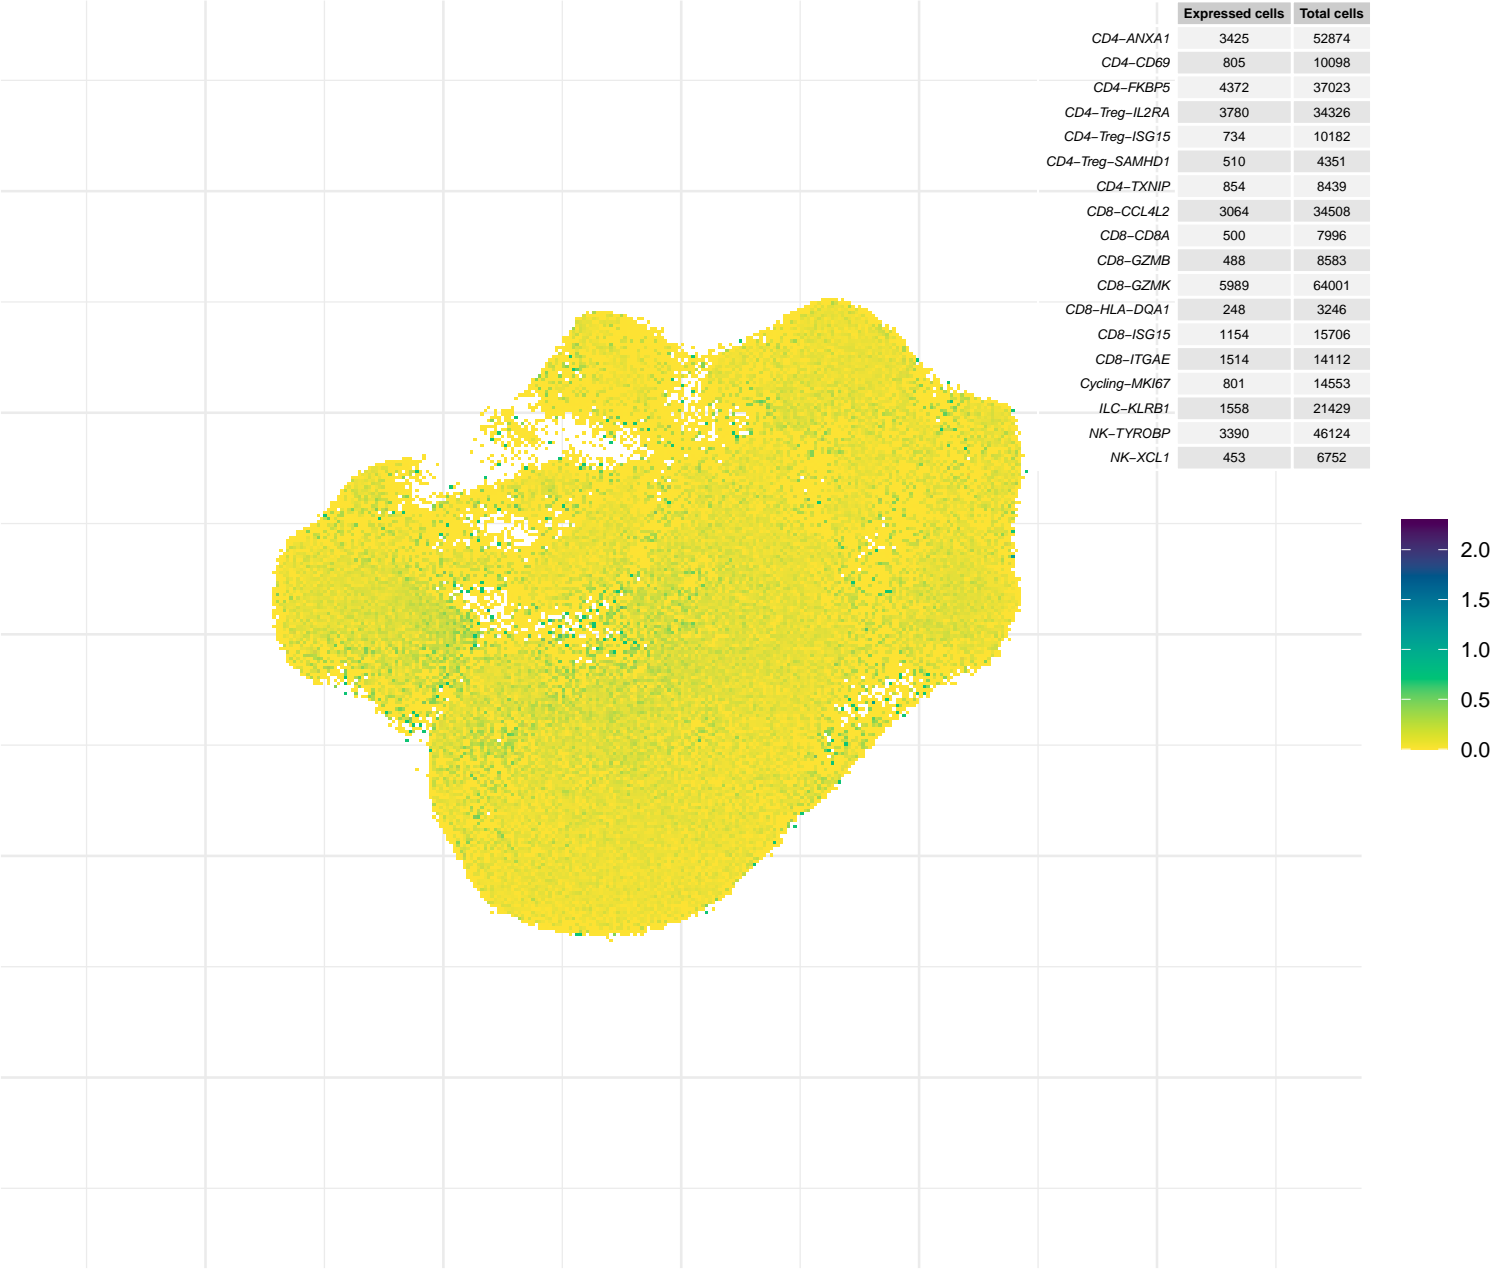 Expressed cells Total cells
CD4−ANXA1 3425 52874
CD4−CD69 805 10098
CD4−FKBP5 4372 37023
CD4−Treg−IL2RA 3780 34326
CD4−Treg−ISG15 734 10182
CD4−Treg−SAMHD1 510 4351
CD4−TXNIP 854 8439
CD8−CCL4L2 3064 34508
CD8−CD8A 500 7996
CD8−GZMB 488 8583
CD8−GZMK 5989 64001
CD8−HLA−DQA1 248 3246
CD8−ISG15 1154 15706
CD8−ITGAE 1514 14112
Cycling−MKI67 801 14553
ILC−KLRB1 1558 21429
NK−TYROBP 3390 46124
NK−XCL1 453 6752
2.0
1.5
1.0
0.5
0.0